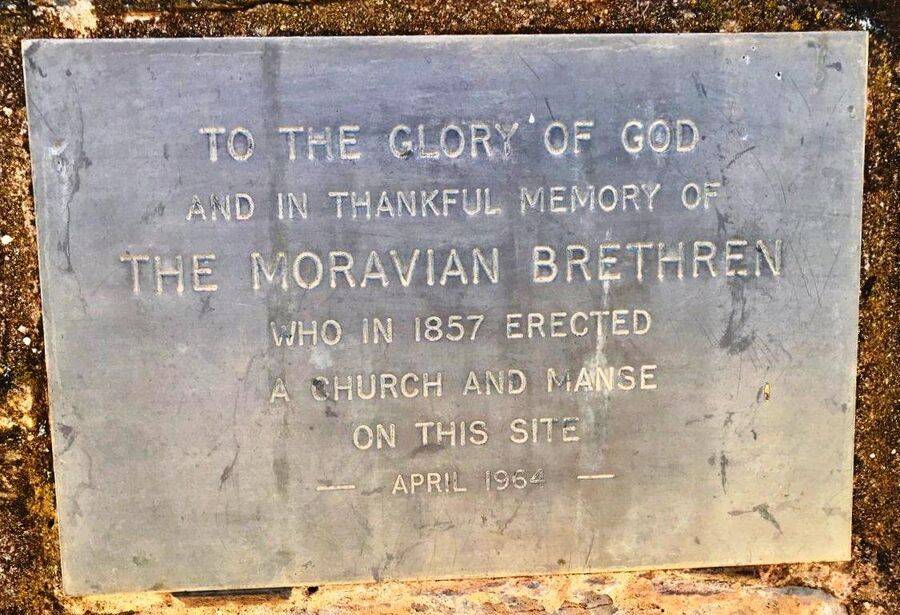 TO THE GLORY OF GOD
AND IN THANKFUL MEMORY OF
THE MORAVIAN BRETHREN
WHO IN 1857 ERECTED
A CHURCH AND MANSE
ON THIS SITE
— APRIL 1964 —